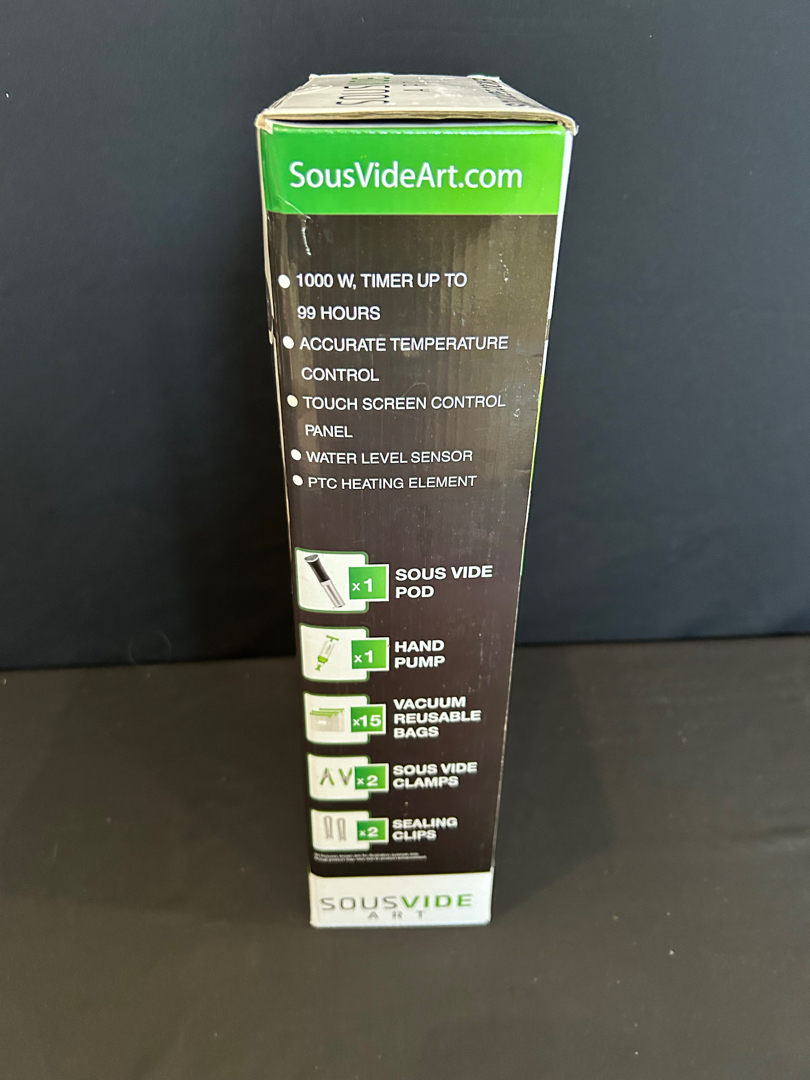 SOUSVIDE
SousVideArt.com
1000 W, TIMER UP TO
99 HOURS
ACCURATE TEMPERATURE
CONTROL
TOUCH SCREEN CONTROL
PANEL
WATER LEVEL SENSOR
PTC HEATING ELEMENT
x1
SOUS VIDE
POD
x1
HAND
PUMP
x15
VACUUM
REUSABLE
BAGS
x2
SOUS VIDE
CLAMPS
x2
SEALING
CLIPS
SOUSVIDE
ART